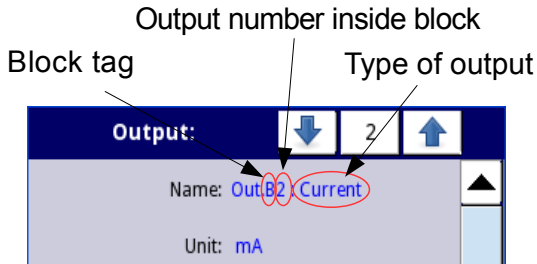 Output number inside block
Block tag
Type of output
Output: 2
Name: Out.B2:Current
Unit: mA